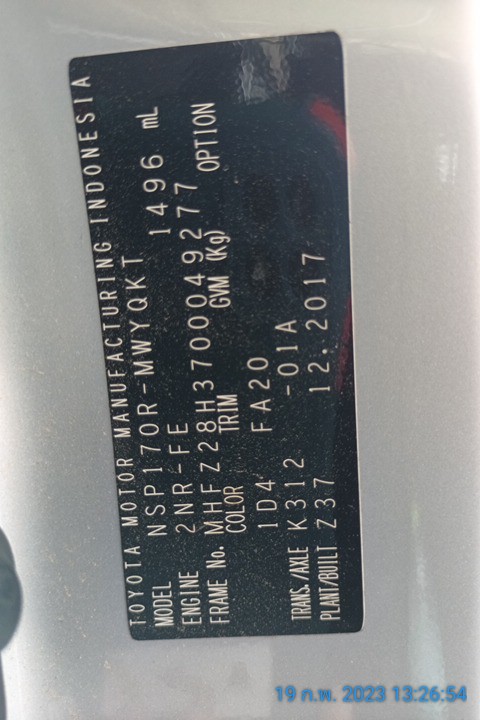 TOYOTA MOTOR MANUFACTURING INDONESIA
MODEL NSP170R-MWYQKT 1496 mL
ENGINE 2NR-FE
FRAME No. MHFZ28H3700049277
COLOR TRIM GVM (Kg) OPTION
1D4 FA20
TRANS./AXLE K312 -01A
PLANT/BUILT Z37 12.2017
19 ก.พ. 2023 13:26:54